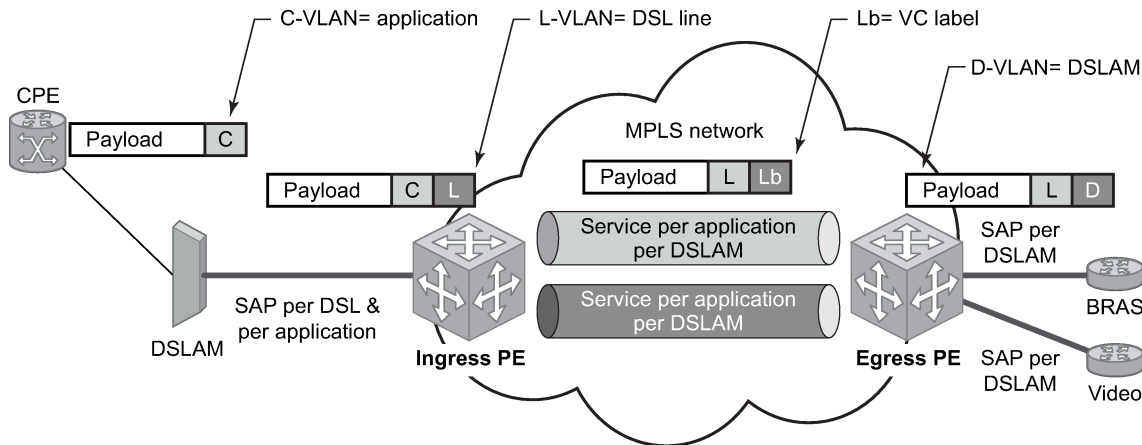 C-VLAN= application
L-VLAN= DSL line
Lb= VC label
D-VLAN= DSLAM
CPE
Payload C
MPLS network
Payload C L
Payload L Lb
Payload L D
Service per application
per DSLAM
SAP per
DSLAM
SAP per DSL &
per application
DSLAM
Service per application
per DSLAM
BRAS
Ingress PE
Egress PE
SAP per
DSLAM
Video